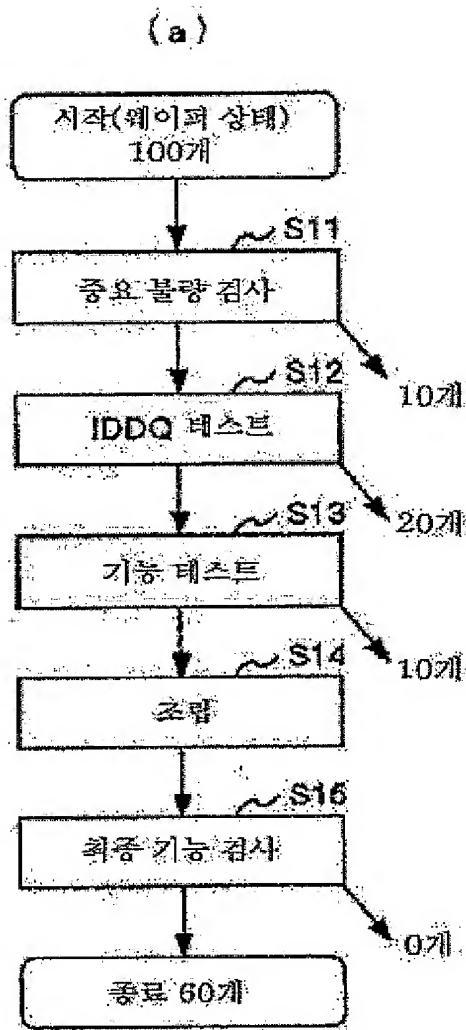 (a)
시작(웨이퍼 상태)
100개
S11
중요 불량 검사
10개
S12
IDDQ 테스트
20개
S13
기능 테스트
10개
S14
조립
S15
최종 기능 검사
0개
종료 60개